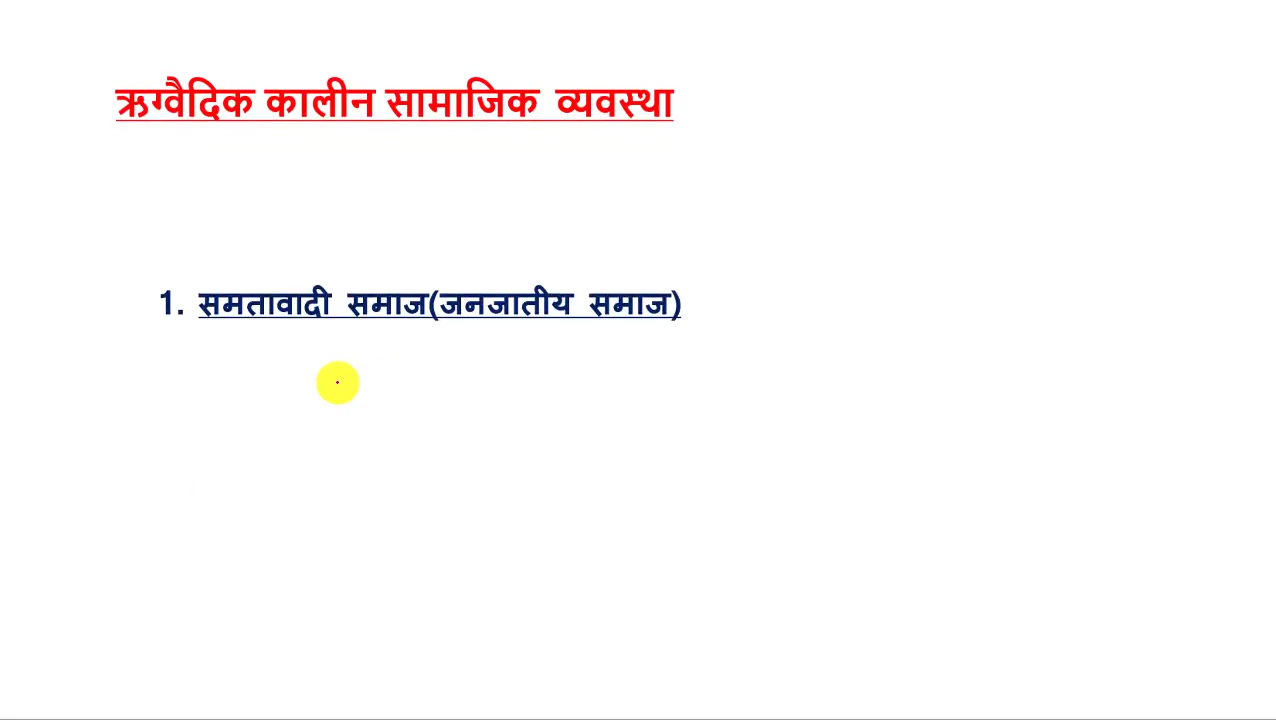 ऋग्वैदिक कालीन सामाजिक व्यवस्था
1. समतावादी समाज(जनजातीय समाज)